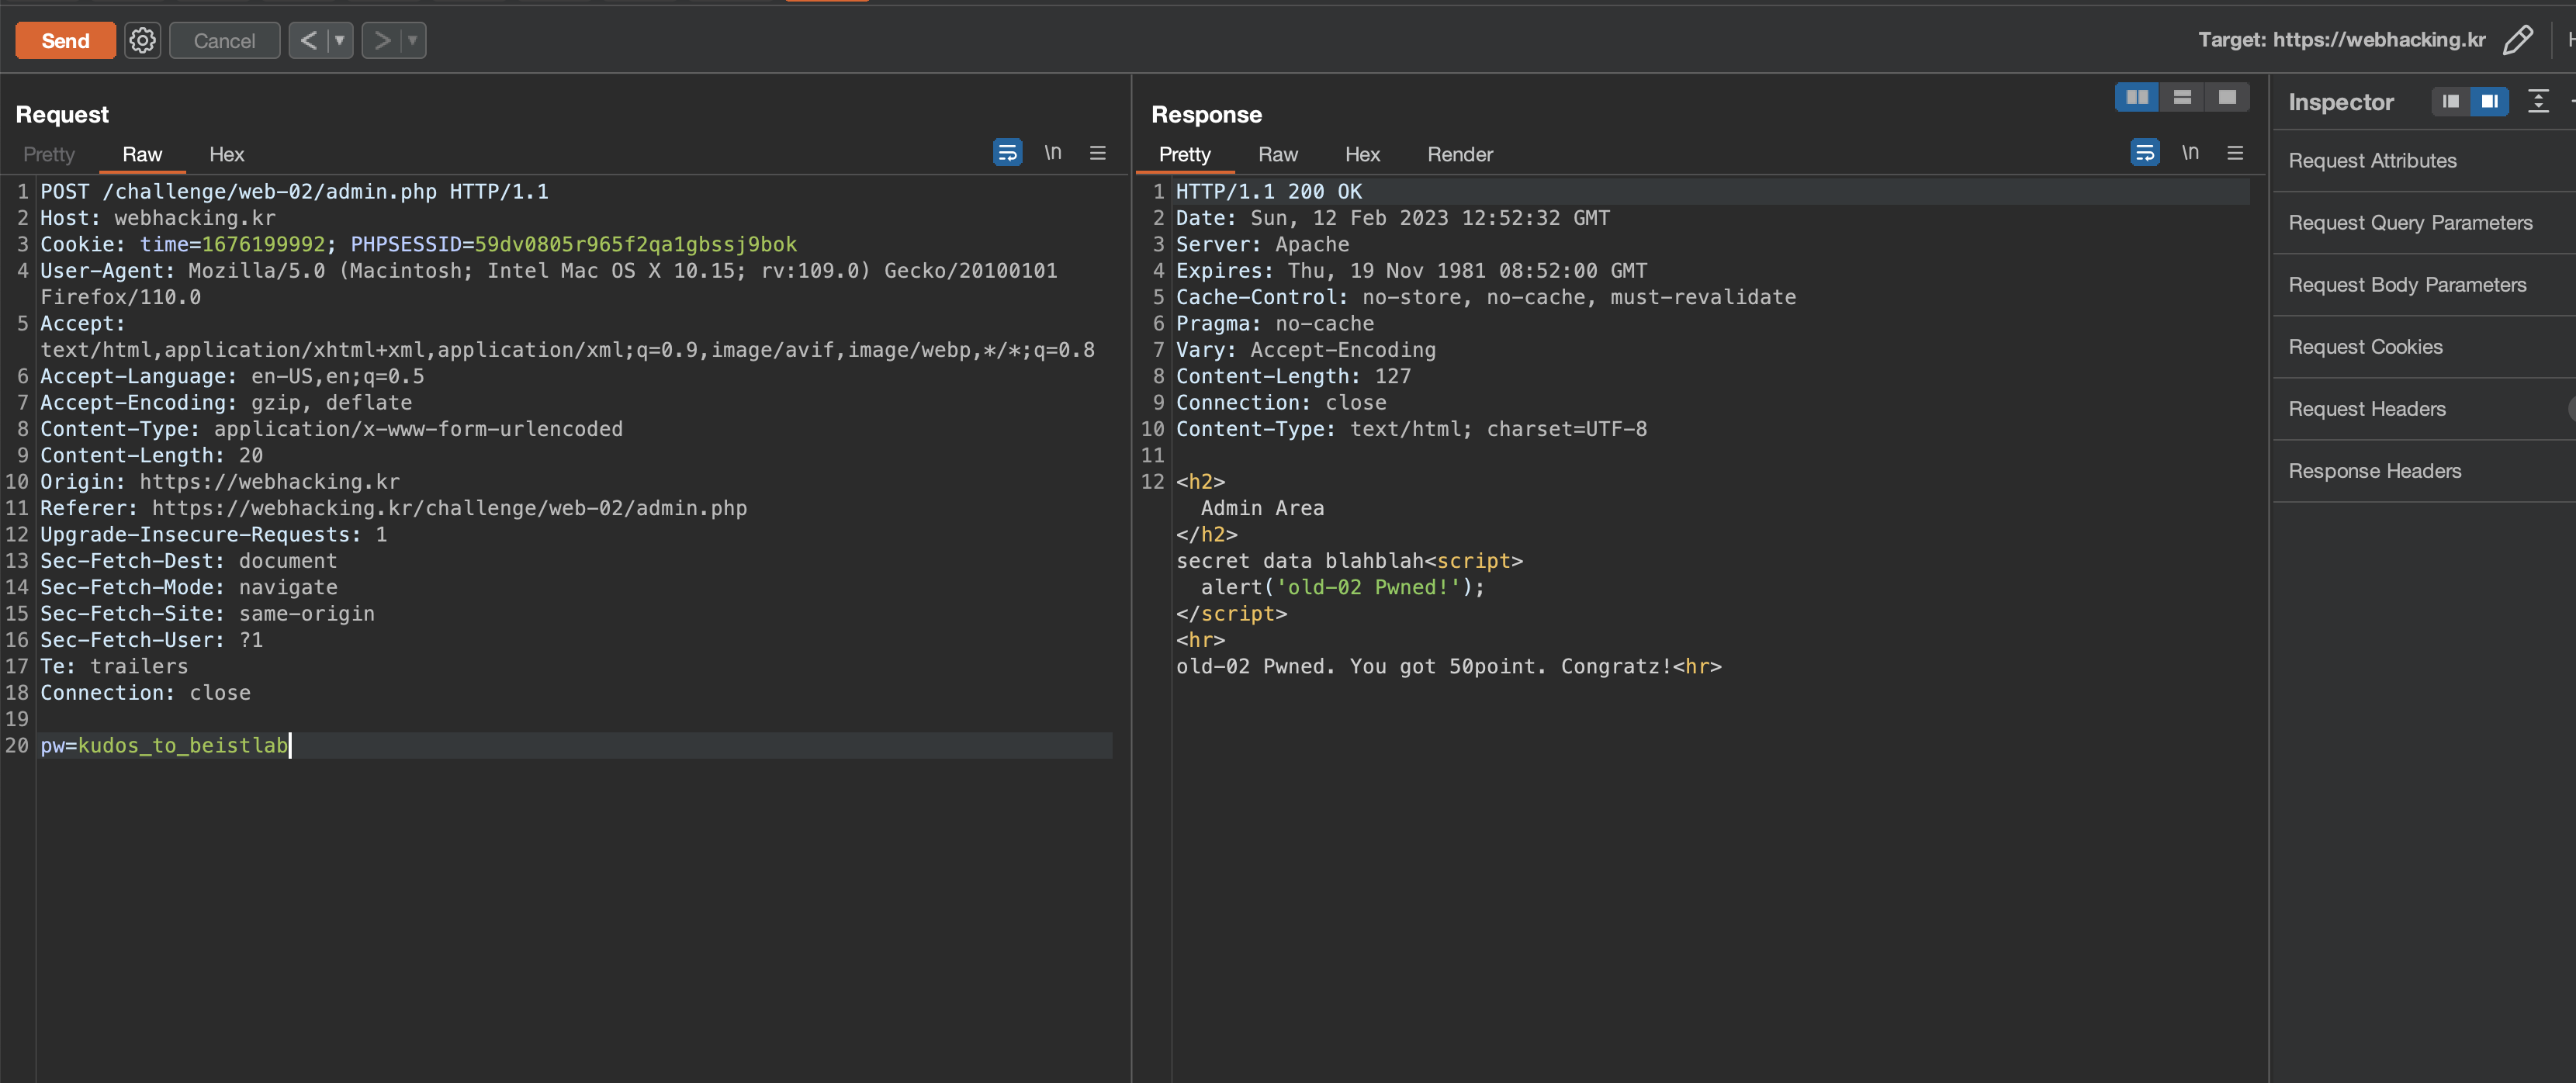 Send
Cancel
Target: https://webhacking.kr
Request
Pretty Raw Hex
\n
1 POST /challenge/web-02/admin.php HTTP/1.1
2 Host: webhacking.kr
3 Cookie: time=1676199992; PHPSESSID=59dv0805r965f2qa1gbssj9bok
4 User-Agent: Mozilla/5.0 (Macintosh; Intel Mac OS X 10.15; rv:109.0) Gecko/20100101
Firefox/110.0
5 Accept:
text/html,application/xhtml+xml,application/xml;q=0.9,image/avif,image/webp,*/*;q=0.8
6 Accept-Language: en-US,en;q=0.5
7 Accept-Encoding: gzip, deflate
8 Content-Type: application/x-www-form-urlencoded
9 Content-Length: 20
10 Origin: https://webhacking.kr
11 Referer: https://webhacking.kr/challenge/web-02/admin.php
12 Upgrade-Insecure-Requests: 1
13 Sec-Fetch-Dest: document
14 Sec-Fetch-Mode: navigate
15 Sec-Fetch-Site: same-origin
16 Sec-Fetch-User: ?1
17 Te: trailers
18 Connection: close
19
20 pw=kudos_to_beistlab
Response
Pretty Raw Hex Render
\n
1 HTTP/1.1 200 OK
2 Date: Sun, 12 Feb 2023 12:52:32 GMT
3 Server: Apache
4 Expires: Thu, 19 Nov 1981 08:52:00 GMT
5 Cache-Control: no-store, no-cache, must-revalidate
6 Pragma: no-cache
7 Vary: Accept-Encoding
8 Content-Length: 127
9 Connection: close
10 Content-Type: text/html; charset=UTF-8
11
12 <h2>
Admin Area
</h2>
secret data blahblah<script>
alert('old-02 Pwned!');
</script>
<hr>
old-02 Pwned. You got 50point. Congratz!<hr>
Inspector
Request Attributes
Request Query Parameters
Request Body Parameters
Request Cookies
Request Headers
Response Headers